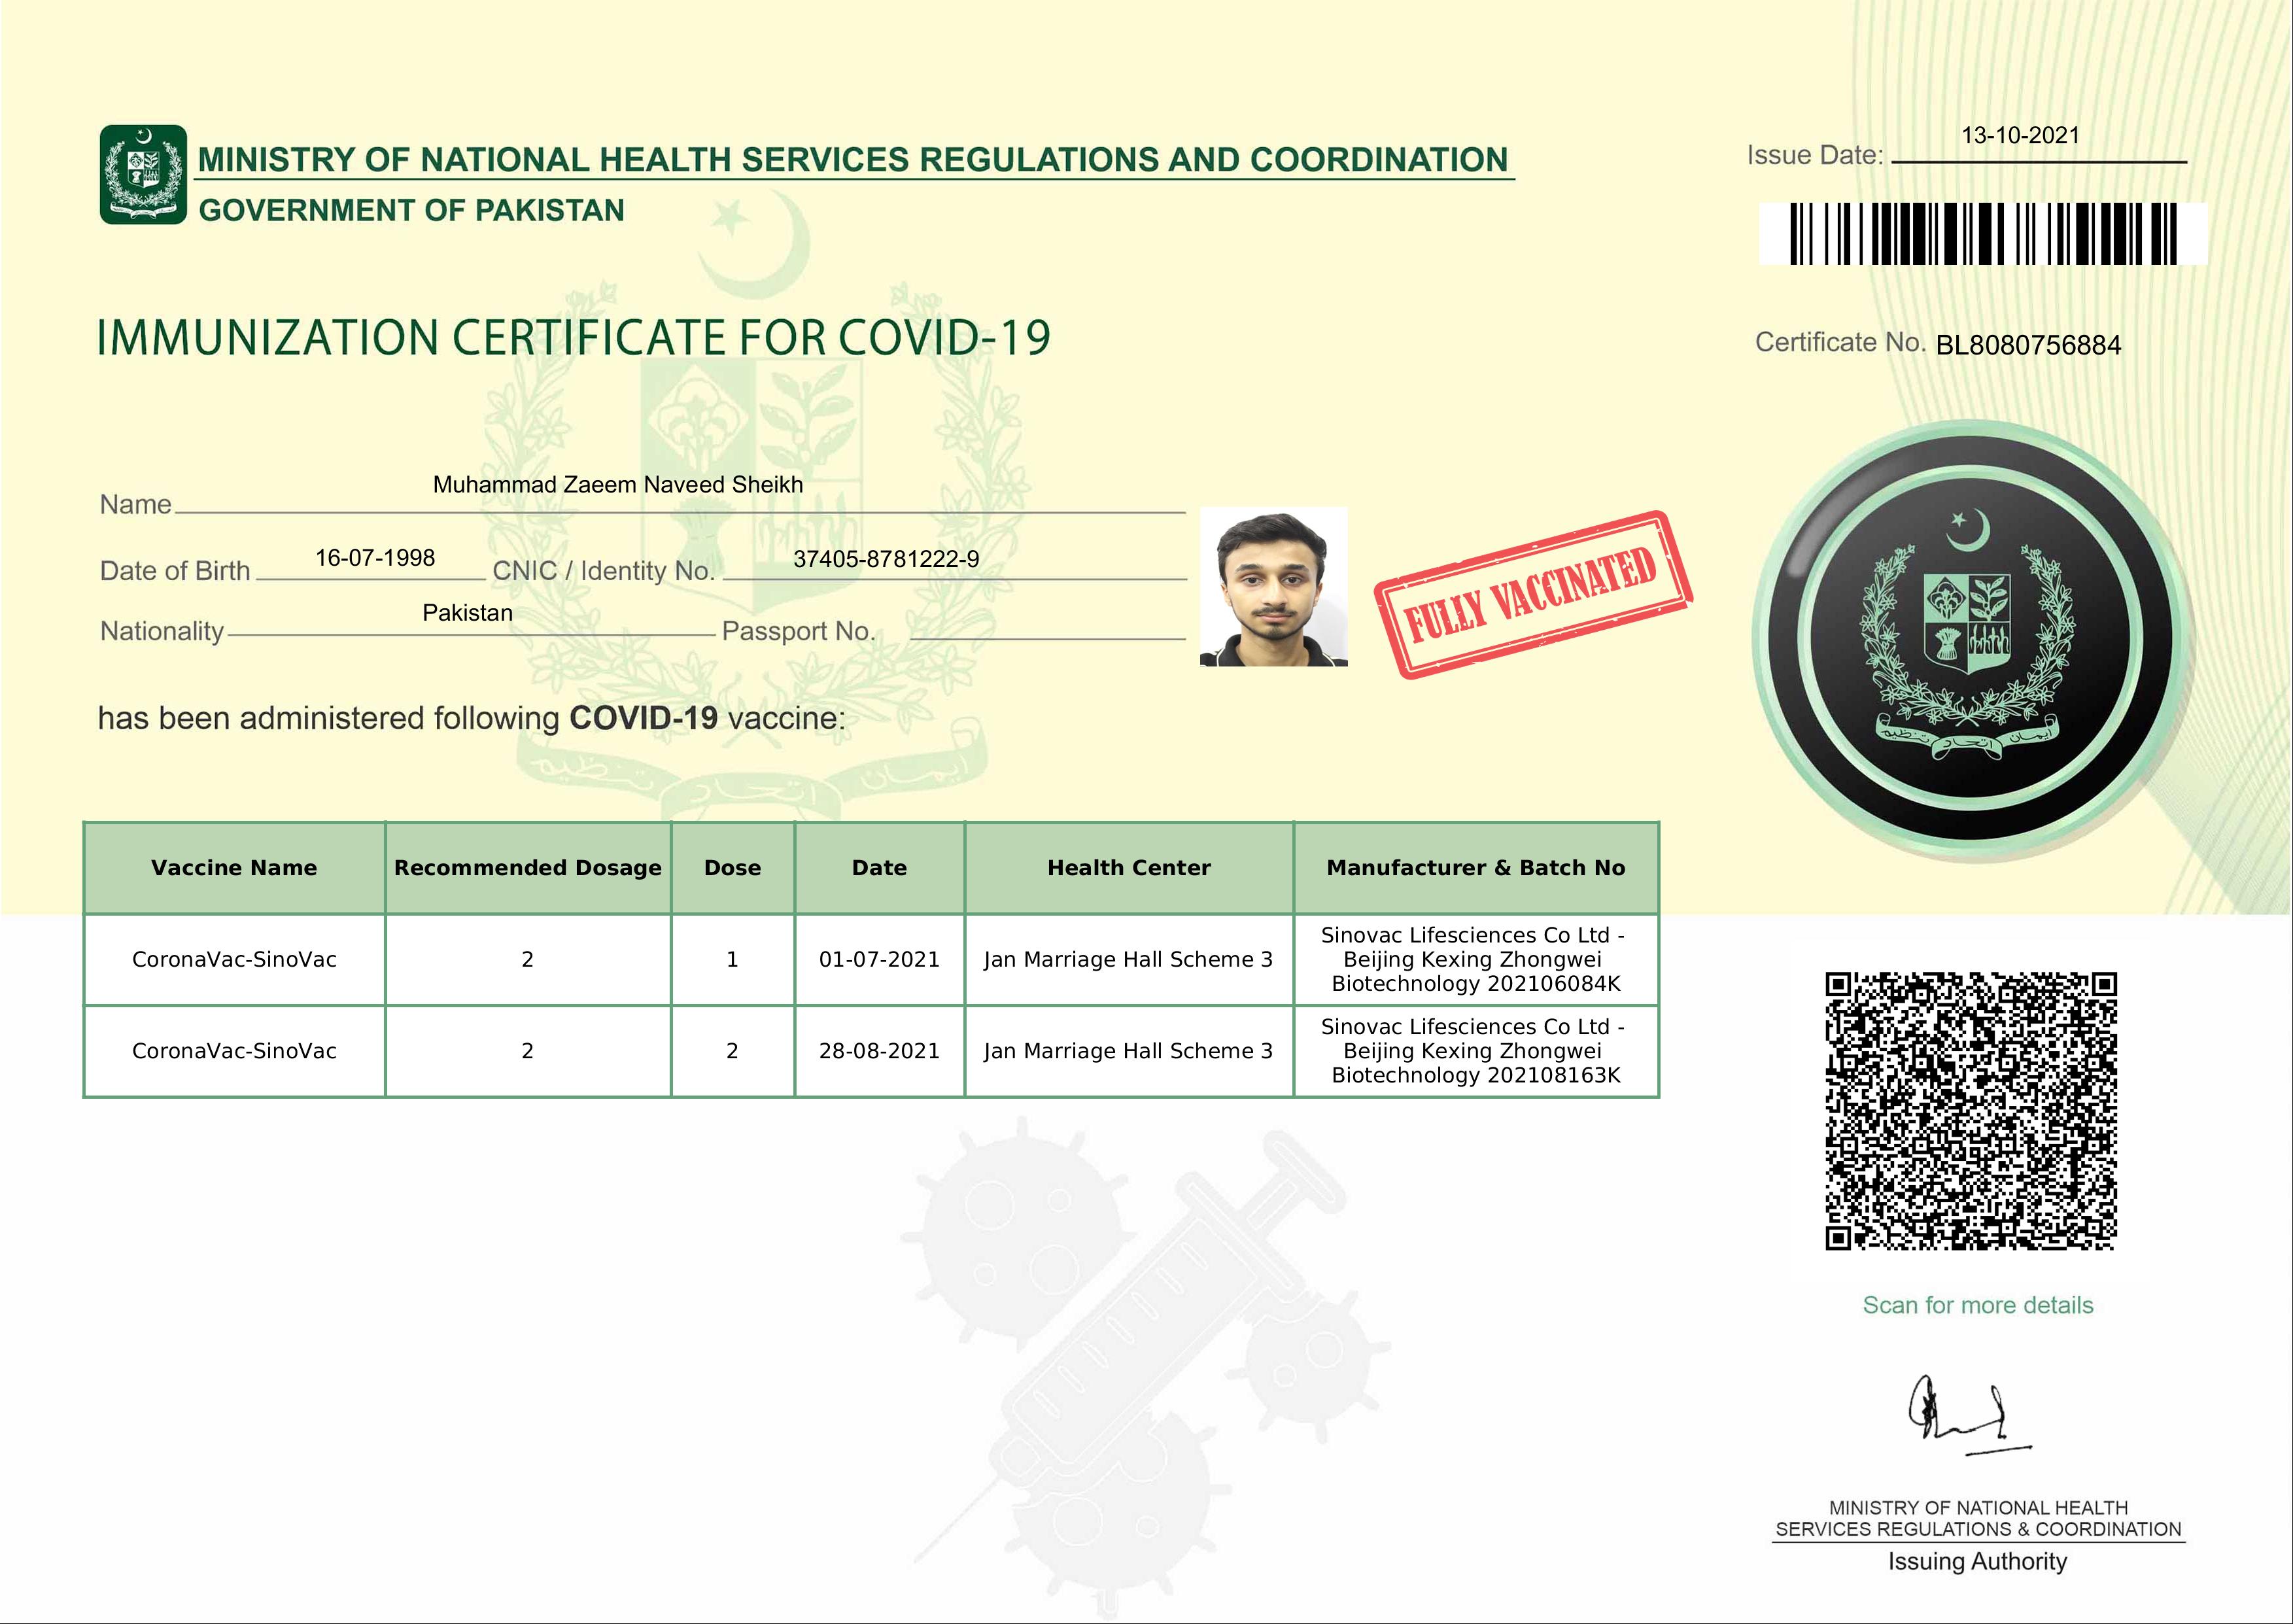 MINISTRY OF NATIONAL HEALTH SERVICES REGULATIONS AND COORDINATION
GOVERNMENT OF PAKISTAN
Issue Date: 13-10-2021
IMMUNIZATION CERTIFICATE FOR COVID-19
Certificate No. BL8080756884
Name Muhammad Zaeem Naveed Sheikh
Date of Birth 16-07-1998 CNIC / Identity No. 37405-8781222-9
Nationality Pakistan Passport No.
FULLY VACCINATED
has been administered following COVID-19 vaccine:
ایمان اتحاد تنظیم
Vaccine Name Recommended Dosage Dose Date Health Center Manufacturer & Batch No
CoronaVac-SinoVac 2 1 01-07-2021 Jan Marriage Hall Scheme 3 Sinovac Lifesciences Co Ltd -
Beijing Kexing Zhongwei
Biotechnology 202106084K
CoronaVac-SinoVac 2 2 28-08-2021 Jan Marriage Hall Scheme 3 Sinovac Lifesciences Co Ltd -
Beijing Kexing Zhongwei
Biotechnology 202108163K
Scan for more details
MINISTRY OF NATIONAL HEALTH
SERVICES REGULATIONS & COORDINATION
Issuing Authority